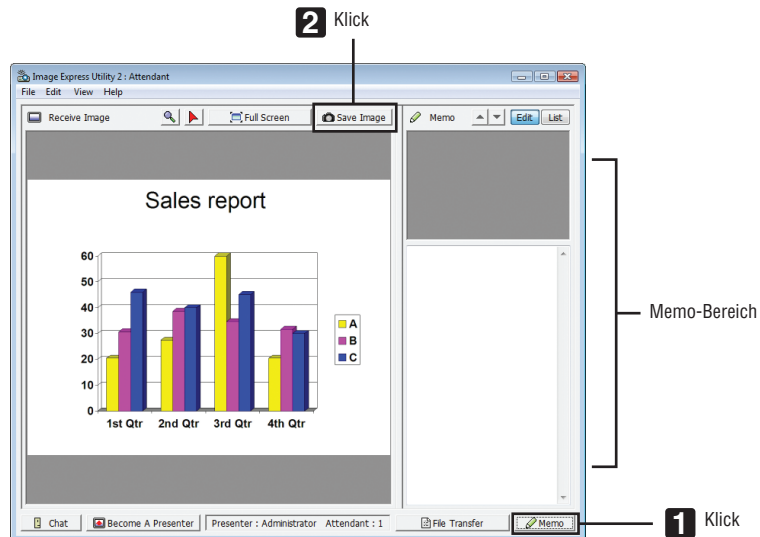 2 Klick
Image Express Utility 2 : Attendant
File Edit View Help
Receive Image Full Screen Save Image Memo Edit List
Sales report
60
50
40
30
20
10
0
A
B
C
1st Qtr 2nd Qtr 3rd Qtr 4th Qtr
Memo-Bereich
Chat Become A Presenter Presenter : Administrator Attendant : 1 File Transfer Memo
1 Klick